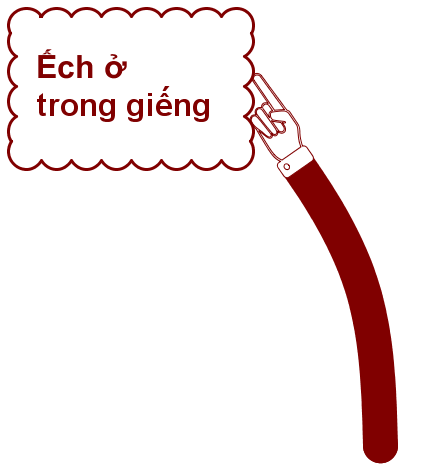 Ếch ở
trong giếng